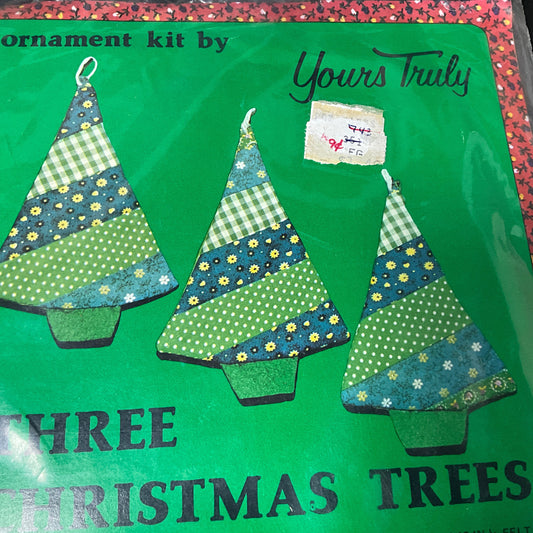 ornament kit by
Yours Truly
THREE
CHRISTMAS TREES